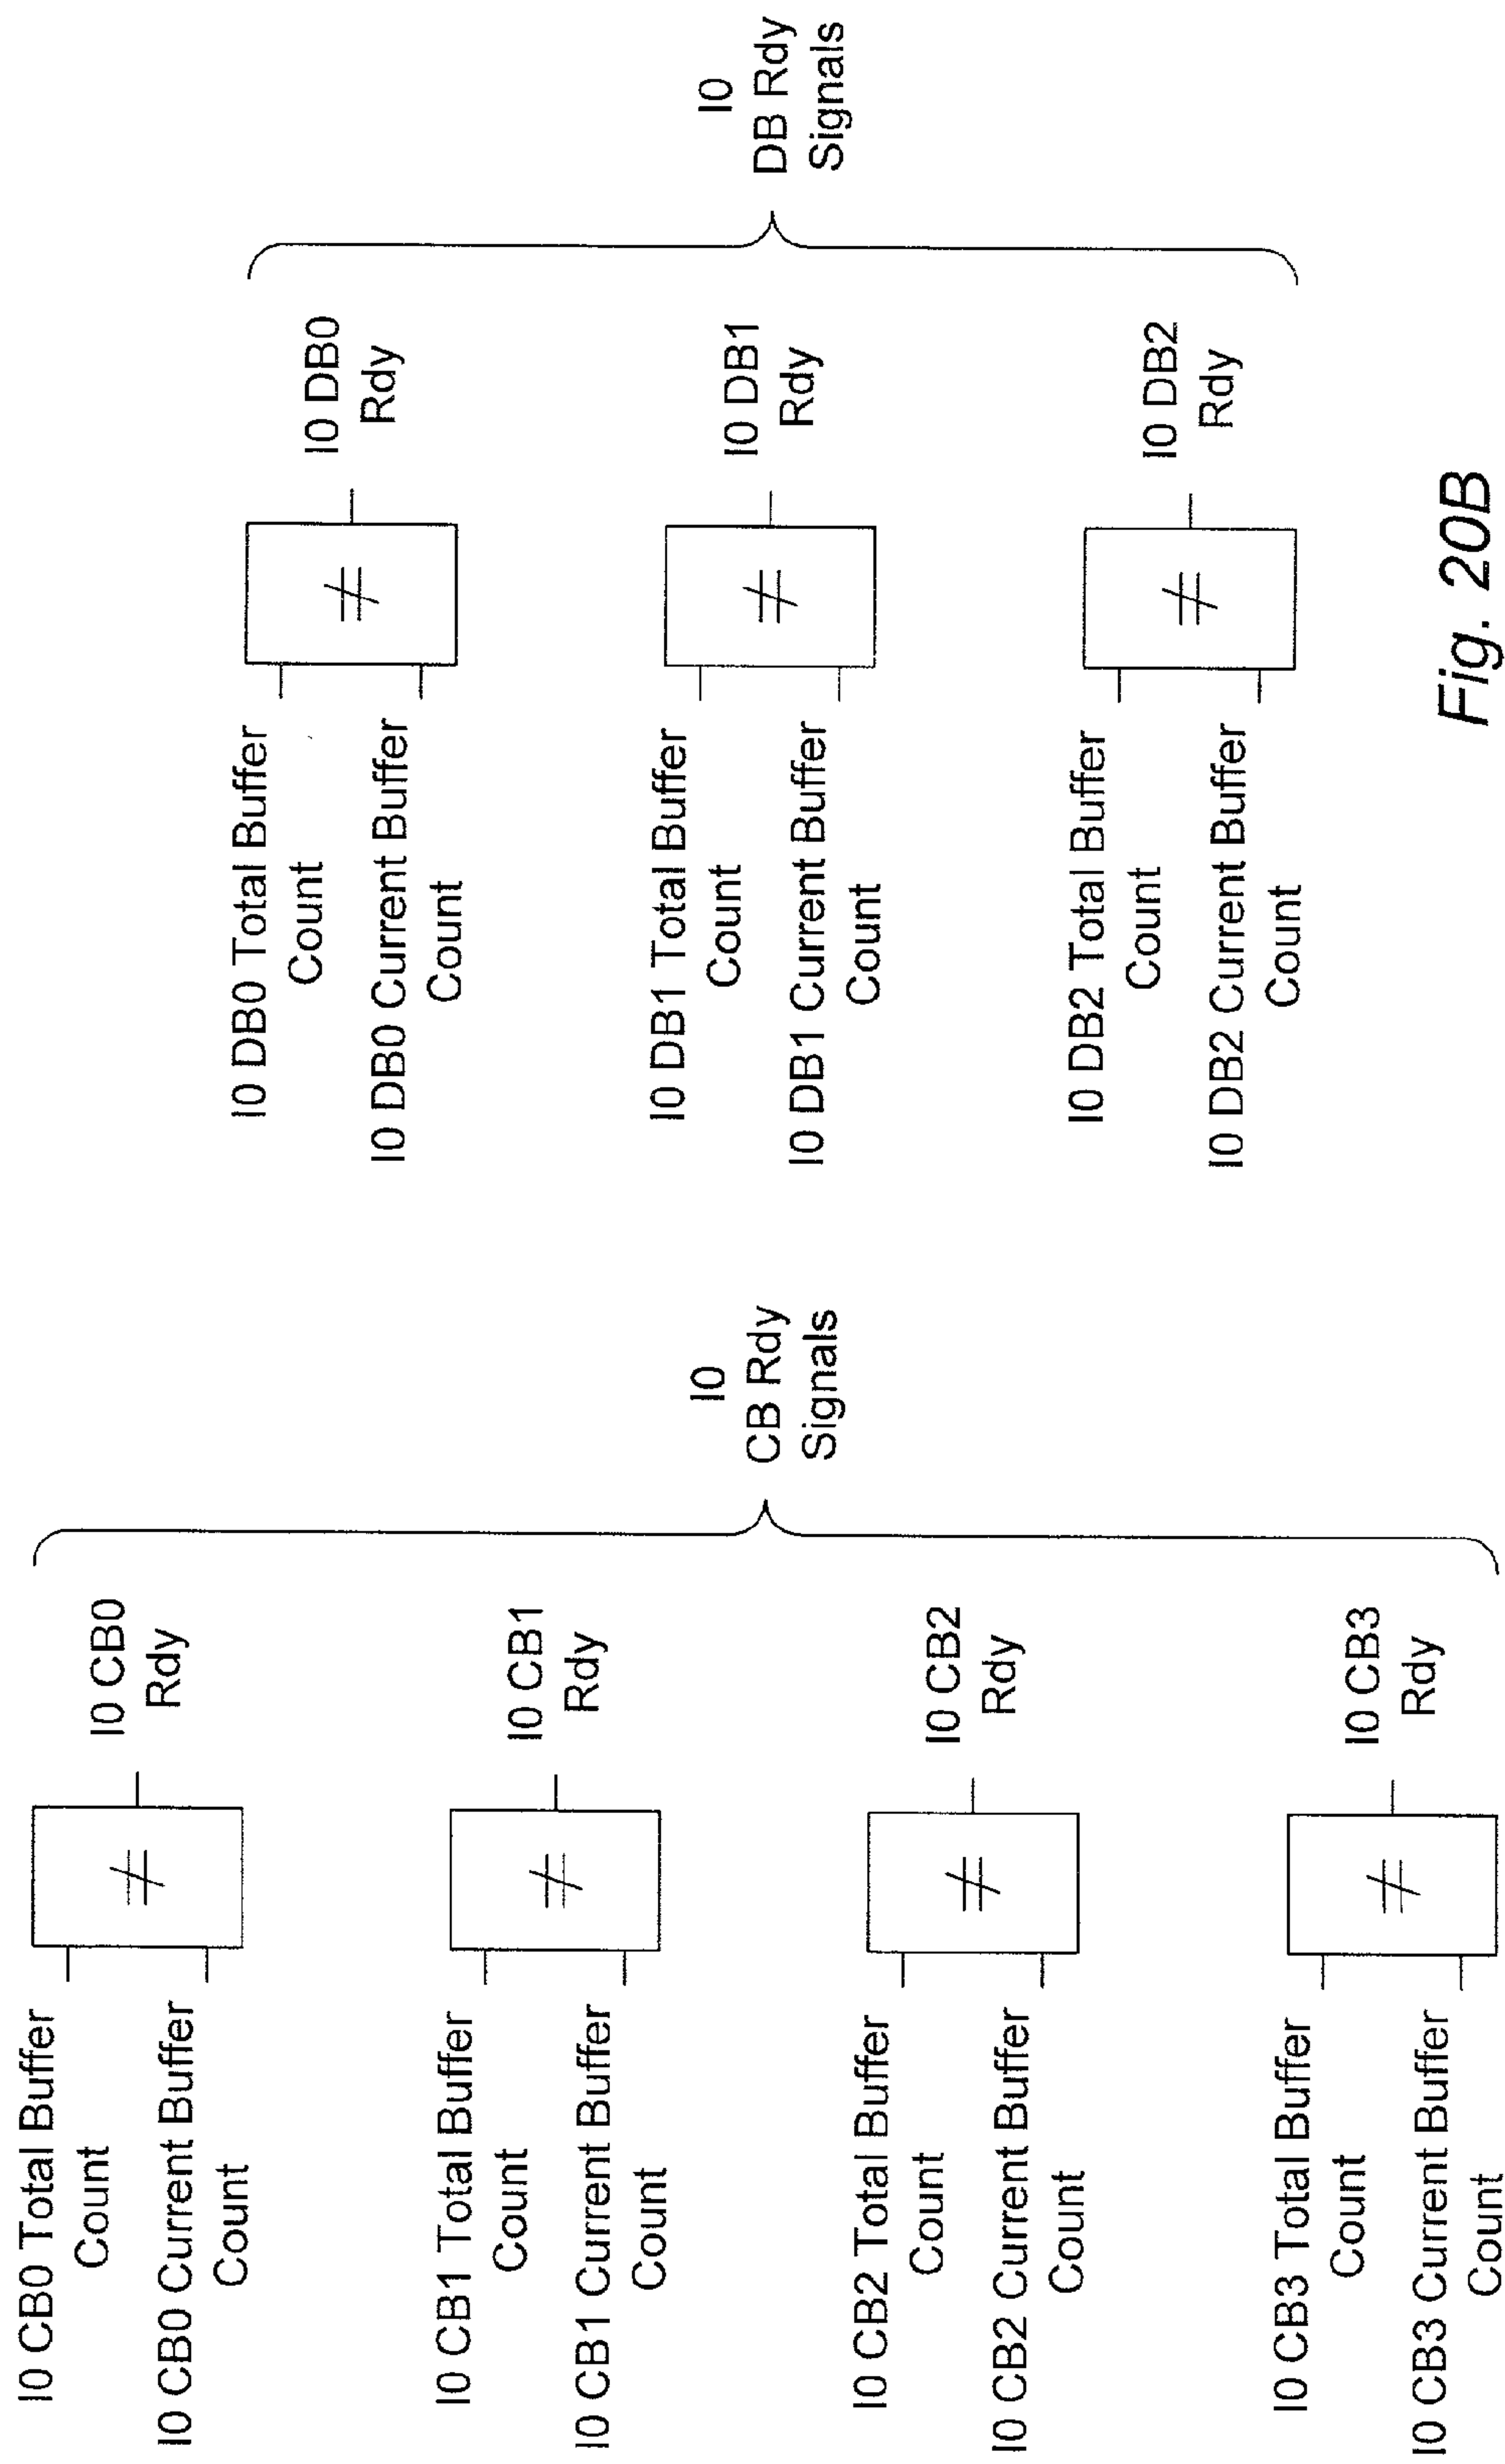 I0 CB0 Total Buffer
Count
I0 CB0 Current Buffer
Count
I0 CB0
Rdy
I0 CB1 Total Buffer
Count
I0 CB1 Current Buffer
Count
I0 CB1
Rdy
I0 CB2 Total Buffer
Count
I0 CB2 Current Buffer
Count
I0 CB2
Rdy
I0 CB3 Total Buffer
Count
I0 CB3 Current Buffer
Count
I0 CB3
Rdy
I0
CB Rdy
Signals
I0 DB0 Total Buffer
Count
I0 DB0 Current Buffer
Count
≠
I0 DB0
Rdy
I0 DB1 Total Buffer
Count
I0 DB1 Current Buffer
Count
≠
I0 DB1
Rdy
I0 DB2 Total Buffer
Count
I0 DB2 Current Buffer
Count
≠
I0 DB2
Rdy
I0
DB Rdy
Signals
≠
≠
≠
≠
Fig. 20B